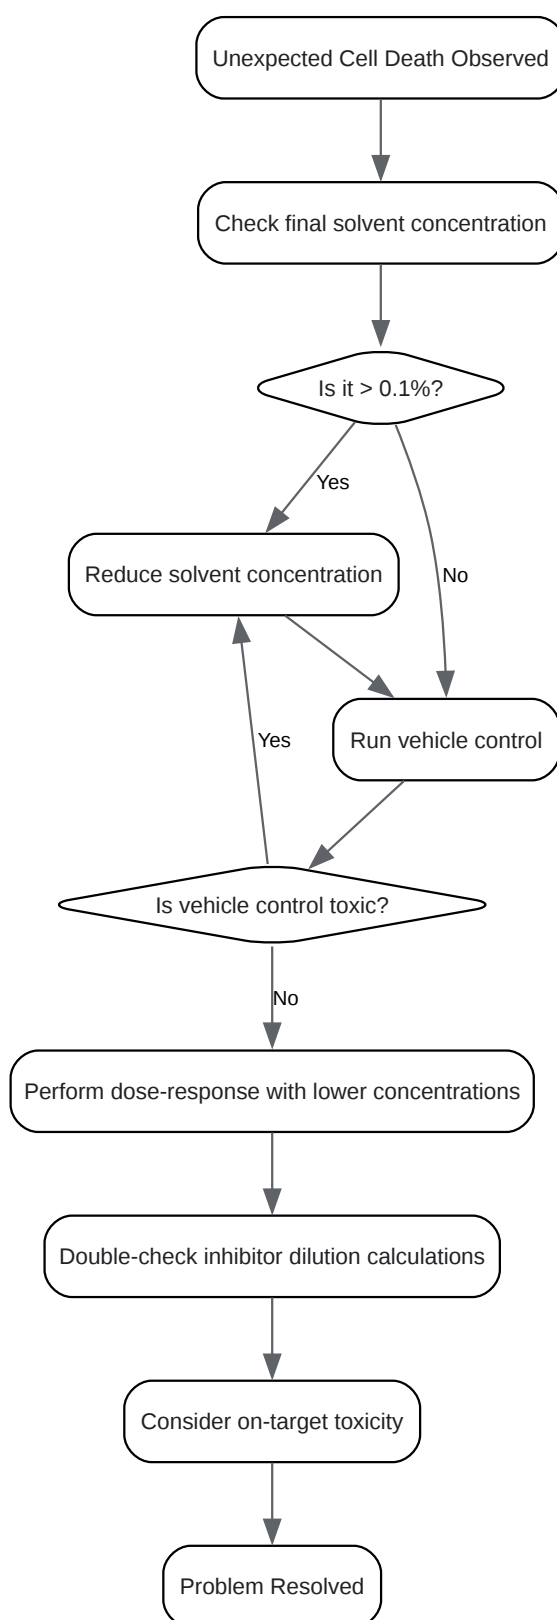 Unexpected Cell Death Observed
Check final solvent concentration
Is it > 0.1%?
Yes
Reduce solvent concentration
No
Run vehicle control
Yes
Is vehicle control toxic?
No
Perform dose-response with lower concentrations
Double-check inhibitor dilution calculations
Consider on-target toxicity
Problem Resolved